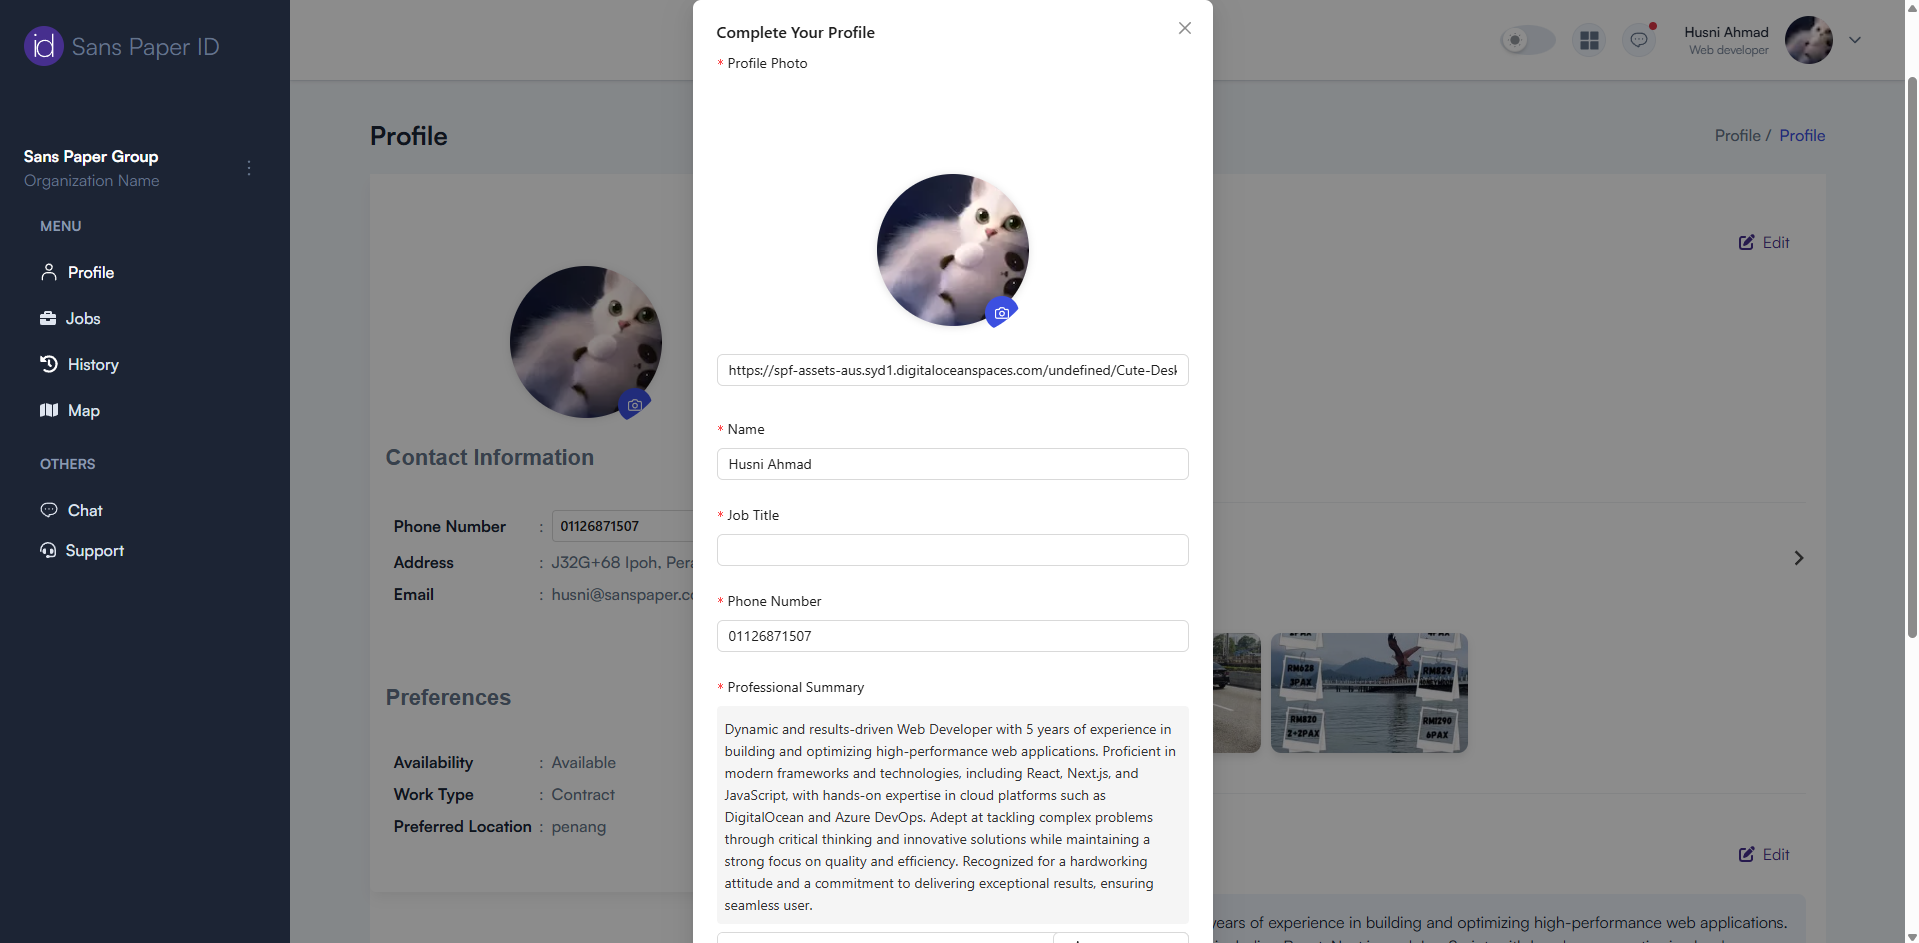 id Sans Paper ID
Sans Paper Group
Organization Name
MENU
Profile
Jobs
History
Map
OTHERS
Chat
Support
Husni Ahmad
Web developer
Profile
Profile / Profile
Edit
Contact Information
Phone Number : 01126871507
Address : J32G+68 Ipoh, Pera
Email : husni@sanspaper.co
Preferences
Availability : Available
Work Type : Contract
Preferred Location : penang
Complete Your Profile
* Profile Photo
https://spf-assets-aus.syd1.digitaloceanspaces.com/undefined/Cute-Desk
* Name
Husni Ahmad
* Job Title
* Phone Number
01126871507
* Professional Summary
Dynamic and results-driven Web Developer with 5 years of experience in
building and optimizing high-performance web applications. Proficient in
modern frameworks and technologies, including React, Next.js, and
JavaScript, with hands-on expertise in cloud platforms such as
DigitalOcean and Azure DevOps. Adept at tackling complex problems
through critical thinking and innovative solutions while maintaining a
strong focus on quality and efficiency. Recognized for a hardworking
attitude and a commitment to delivering exceptional results, ensuring
seamless user.
RM628
3PAX
RM829
RM820
2+2PAX
RM1290
6PAX
Edit
years of experience in building and optimizing high-performance web applications.